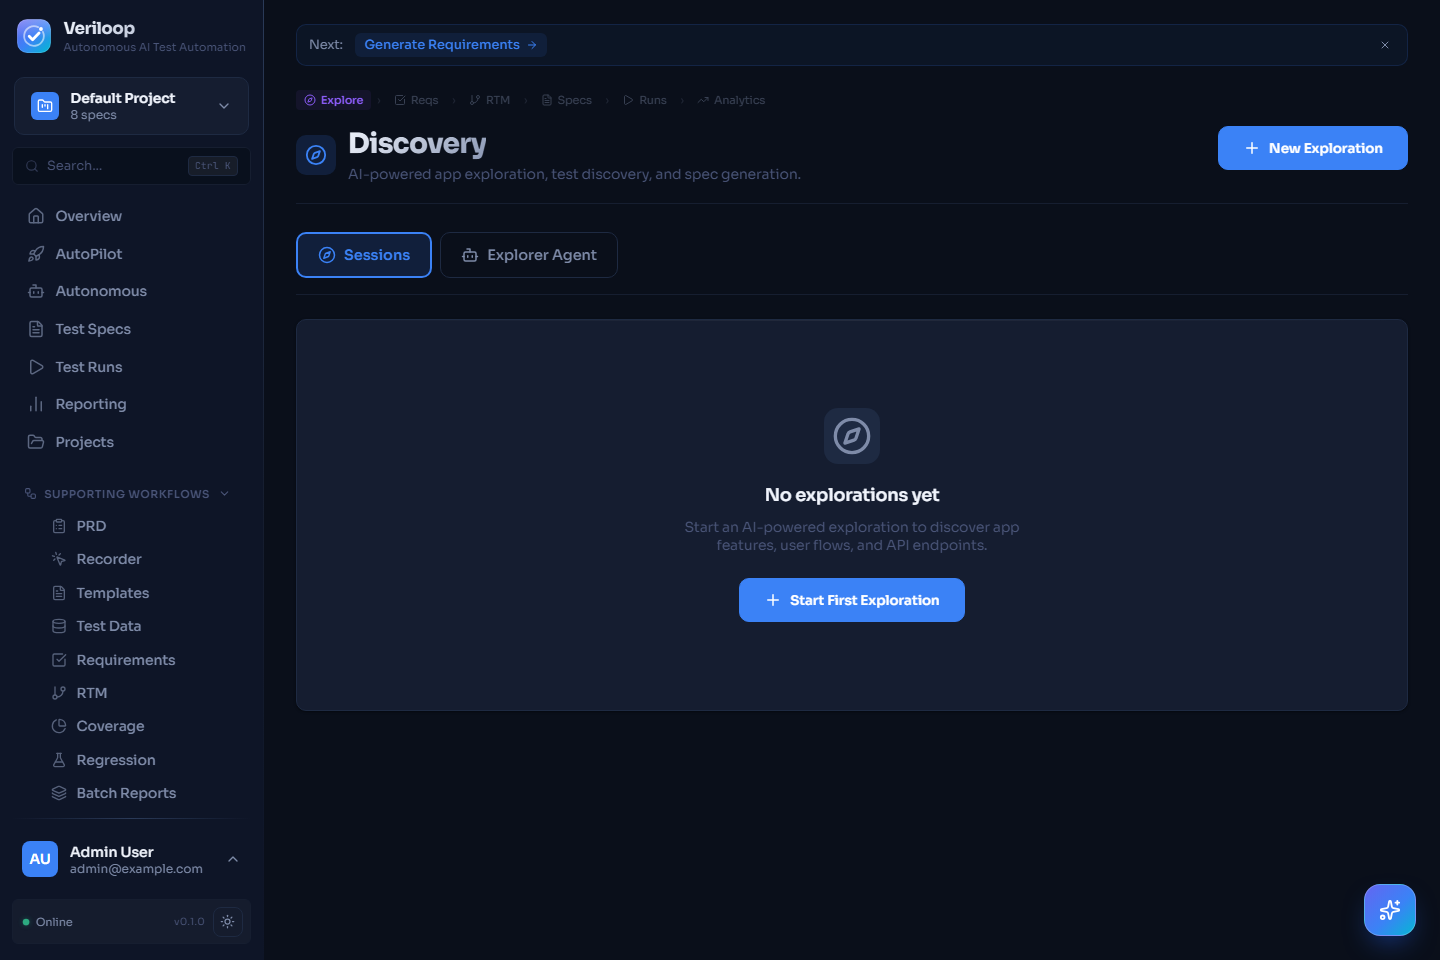 Veriloop
Autonomous AI Test Automation
Default Project
8 specs
Search...
Ctrl K
Overview
AutoPilot
Autonomous
Test Specs
Test Runs
Reporting
Projects
SUPPORTING WORKFLOWS
PRD
Recorder
Templates
Test Data
Requirements
RTM
Coverage
Regression
Batch Reports
AU
Admin User
admin@example.com
Online
v0.1.0
Next:
Generate Requirements →
Explore › Reqs › RTM › Specs › Runs › Analytics
Discovery
AI-powered app exploration, test discovery, and spec generation.
New Exploration
Sessions
Explorer Agent
No explorations yet
Start an AI-powered exploration to discover app
features, user flows, and API endpoints.
Start First Exploration